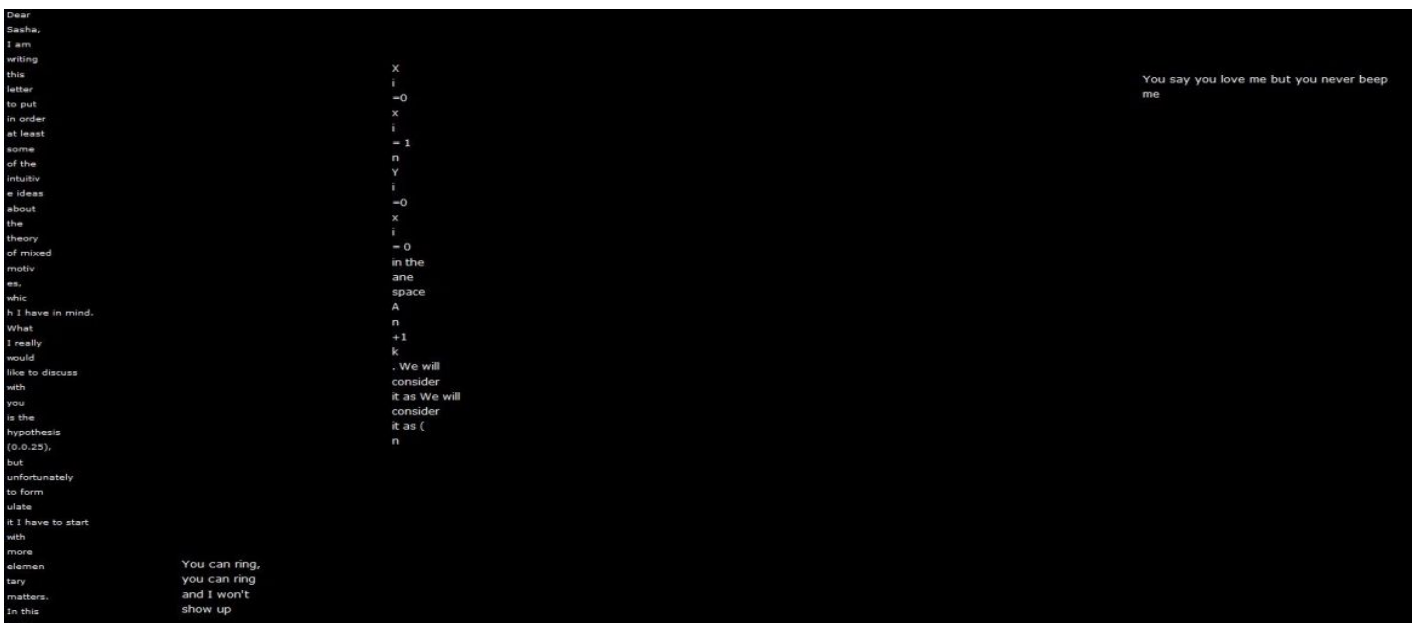 Dear
Sasha,
I am
writing
this
letter
to put
in order
at least
some
of the
intuitiv
e ideas
about
the
theory
of mixed
motiv
es,
whic
h I have in mind.
What
I really
would
like to discuss
with
you
is the
hypothesis
(0.0.25),
but
unfortunately
to form
ulate
it I have to start
with
more
elemen
tary
matters.
In this
You can ring,
you can ring
and I won't
show up
X
i
=0
x
i
= 1
n
Y
i
=0
x
i
= 0
in the
ane
space
A
n
+1
k
. We will
consider
it as We will
consider
it as (
n
You say you love me but you never beep
me